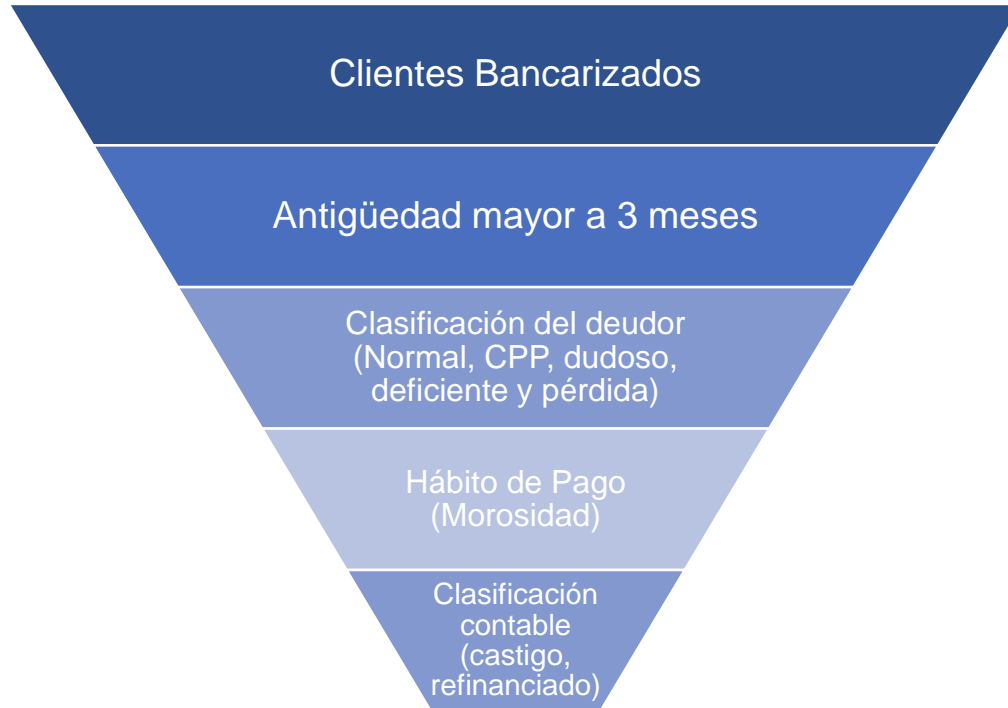 Clientes Bancarizados
Antigüedad mayor a 3 meses
Clasificación del deudor
(Normal, CPP, dudoso,
deficiente y pérdida)
Hábito de Pago
(Morosidad)
Clasificación
contable
(castigo,
refinanciado)